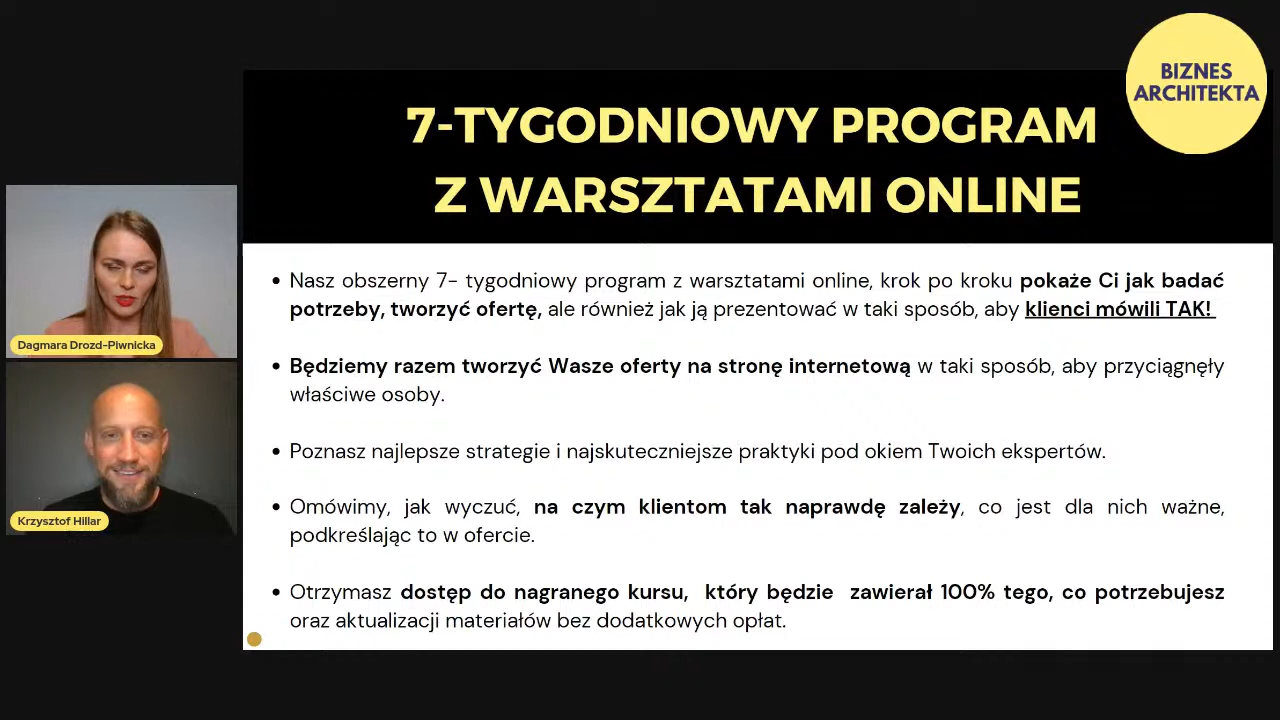 BIZNES
ARCHITEKTA
7-TYGODNIOWY PROGRAM
Z WARSZTATAMI ONLINE
Dagmara Drozd-Piwnicka
Krzysztof Hillar
• Nasz obszerny 7- tygodniowy program z warsztatami online, krok po kroku pokaże Ci jak badać
potrzeby, tworzyć ofertę, ale również jak ją prezentować w taki sposób, aby klienci mówili TAK!
• Będziemy razem tworzyć Wasze oferty na stronę internetową w taki sposób, aby przyciągnęły
właściwe osoby.
• Poznasz najlepsze strategie i najskuteczniejsze praktyki pod okiem Twoich ekspertów.
• Omówimy, jak wyczuć, na czym klientom tak naprawdę zależy, co jest dla nich ważne,
podkreślając to w ofercie.
• Otrzymasz dostęp do nagranego kursu, który będzie zawierał 100% tego, co potrzebujesz
oraz aktualizacji materiałów bez dodatkowych opłat.